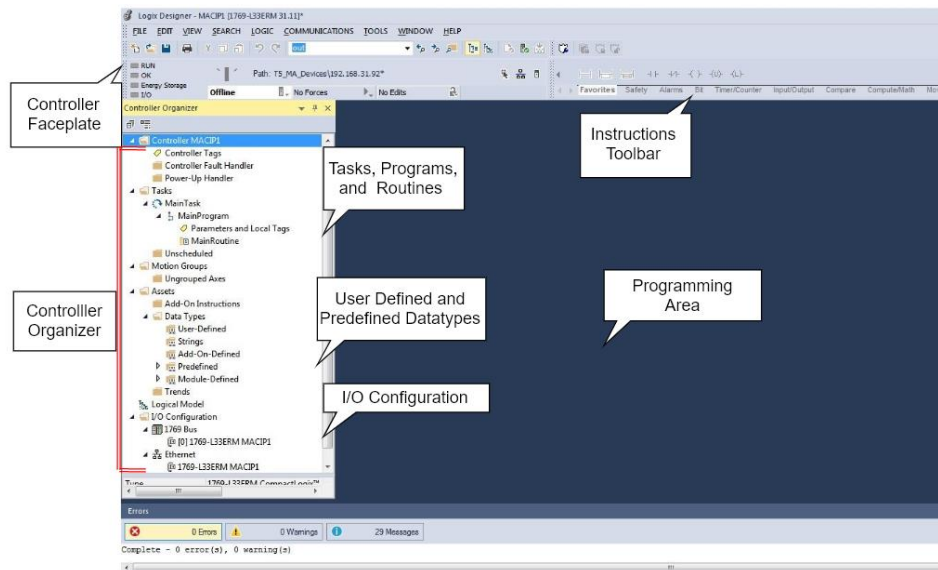 Logix Designer - MACIP1 [1769-L33ERM 31.11]*
FILE EDIT VIEW SEARCH LOGIC COMMUNICATIONS TOOLS WINDOW HELP
out
RUN
OK
Energy Storage
I/O
Path: T5_MA_Devices\192.168.31.92*
Offline
No Forces
No Edits
Favorites Safety Alarms Bit Timer/Counter Input/Output Compare Compute/Math
Controller
Faceplate
Instructions
Toolbar
Controller Organizer
Controller MACIP1
Controller Tags
Controller Fault Handler
Power-Up Handler
Tasks
MainTask
MainProgram
Parameters and Local Tags
MainRoutine
Unscheduled
Motion Groups
Ungrouped Axes
Assets
Add-On Instructions
Data Types
User-Defined
Strings
Add-On-Defined
Predefined
Module-Defined
Trends
Logical Model
I/O Configuration
1769 Bus
[0] 1769-L33ERM MACIP1
Ethernet
1769-L33ERM MACIP1
Type 1769-L33ERM CompactLogix™
Tasks, Programs,
and Routines
User Defined and
Predefined Datatypes
Programming
Area
Controlller
Organizer
I/O Configuration
Errors
0 Errors
0 Warnings
29 Messages
Complete - 0 error(s), 0 warning(s)